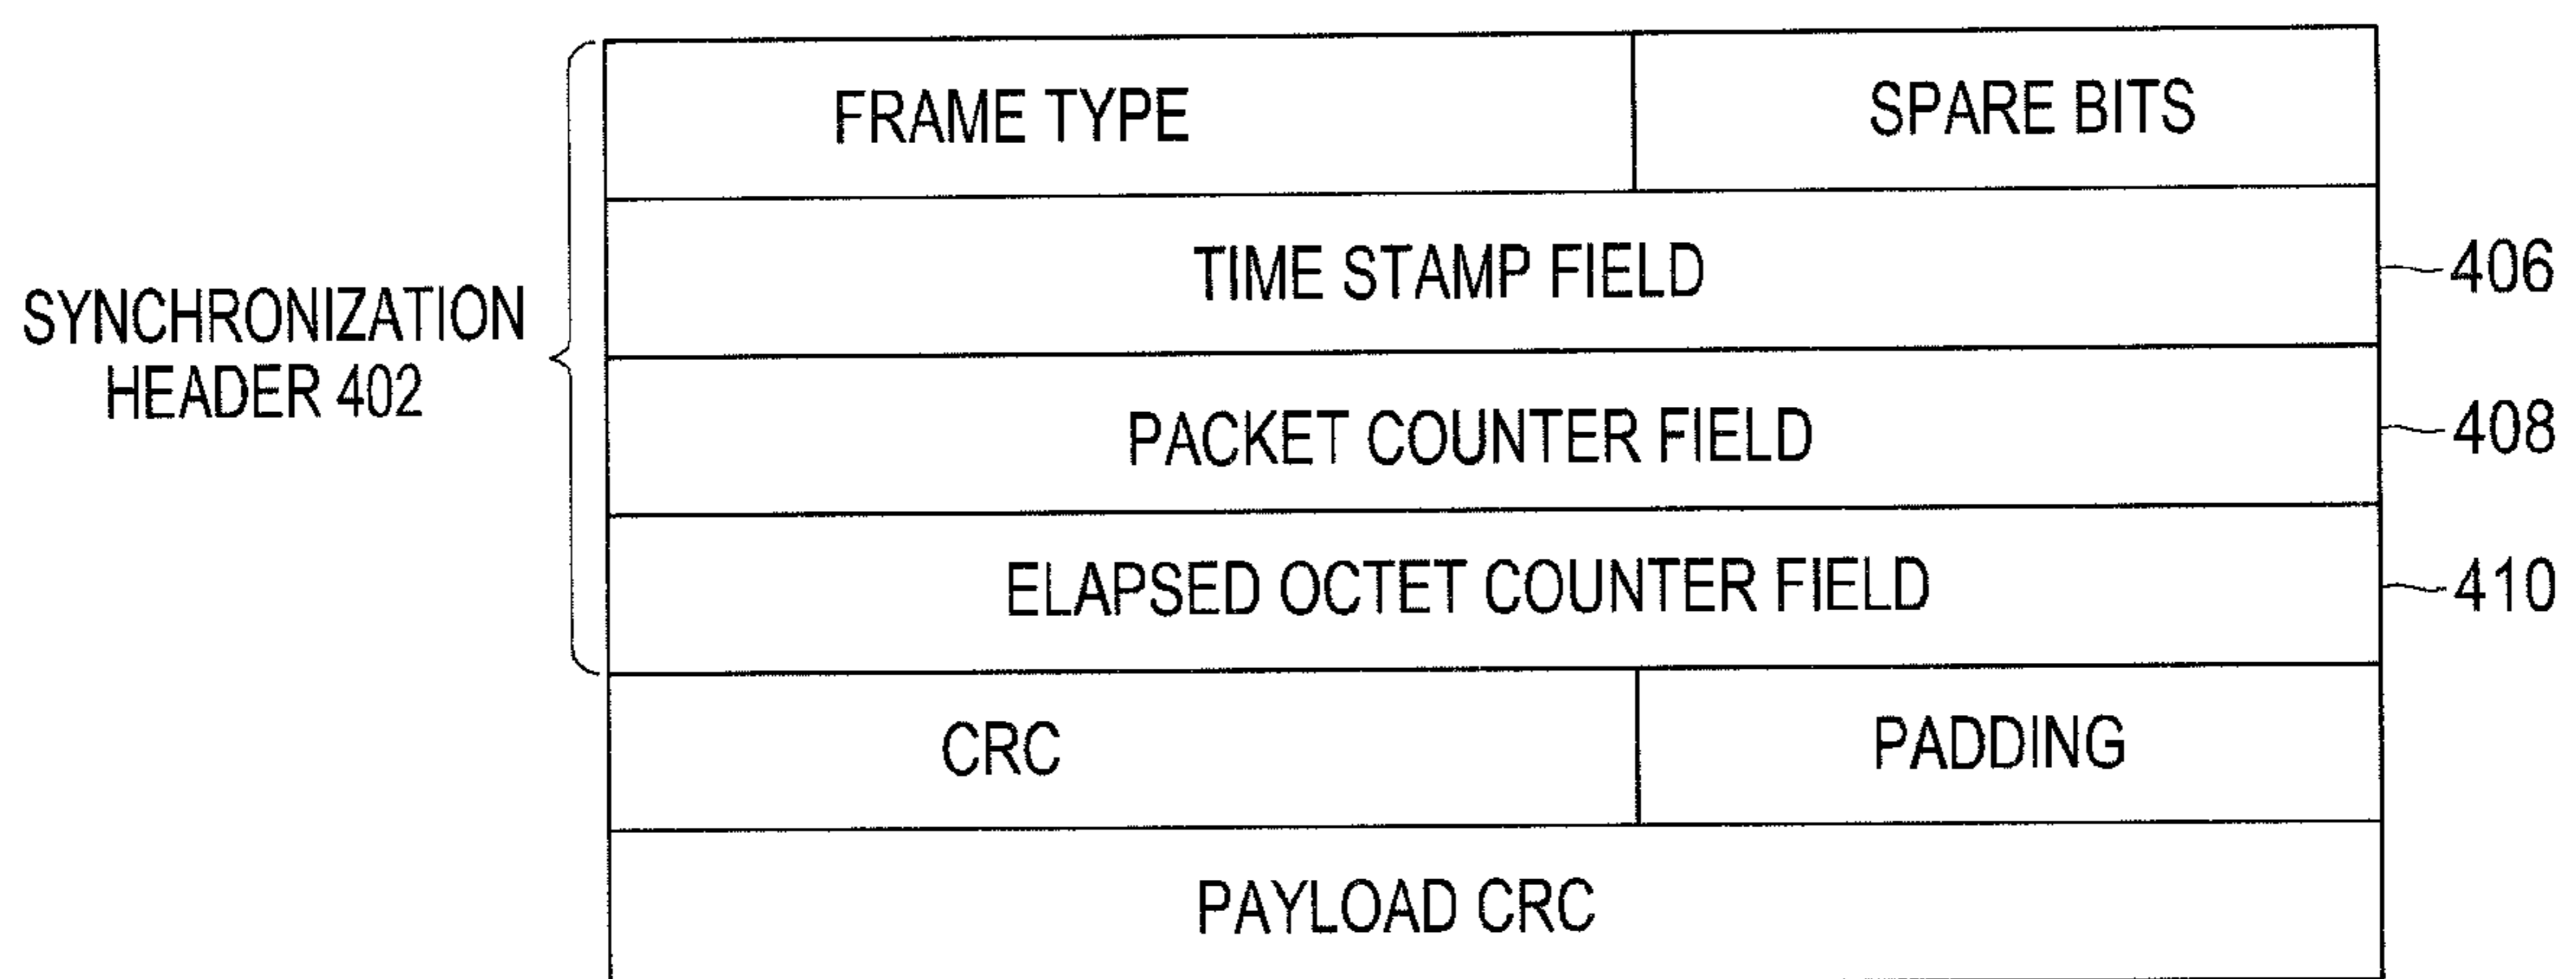 FRAME TYPE SPARE BITS
TIME STAMP FIELD 406
SYNCHRONIZATION
HEADER 402
PACKET COUNTER FIELD 408
ELAPSED OCTET COUNTER FIELD 410
CRC PADDING
PAYLOAD CRC